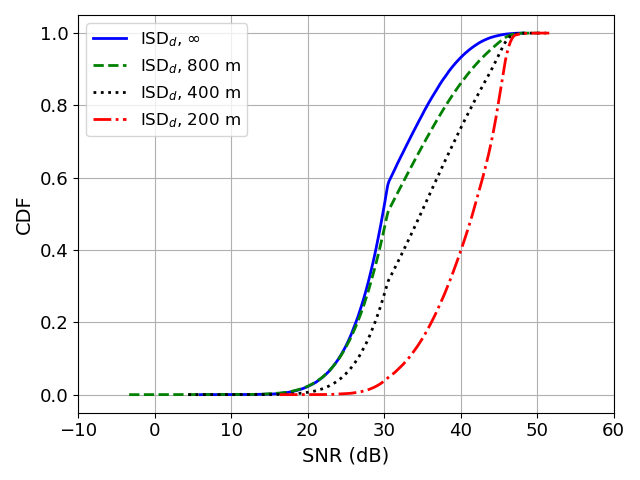 1.0
0.8
0.6
0.4
0.2
0.0
CDF
ISD_d, ∞
ISD_d, 800 m
ISD_d, 400 m
ISD_d, 200 m
−10 0 10 20 30 40 50 60
SNR (dB)